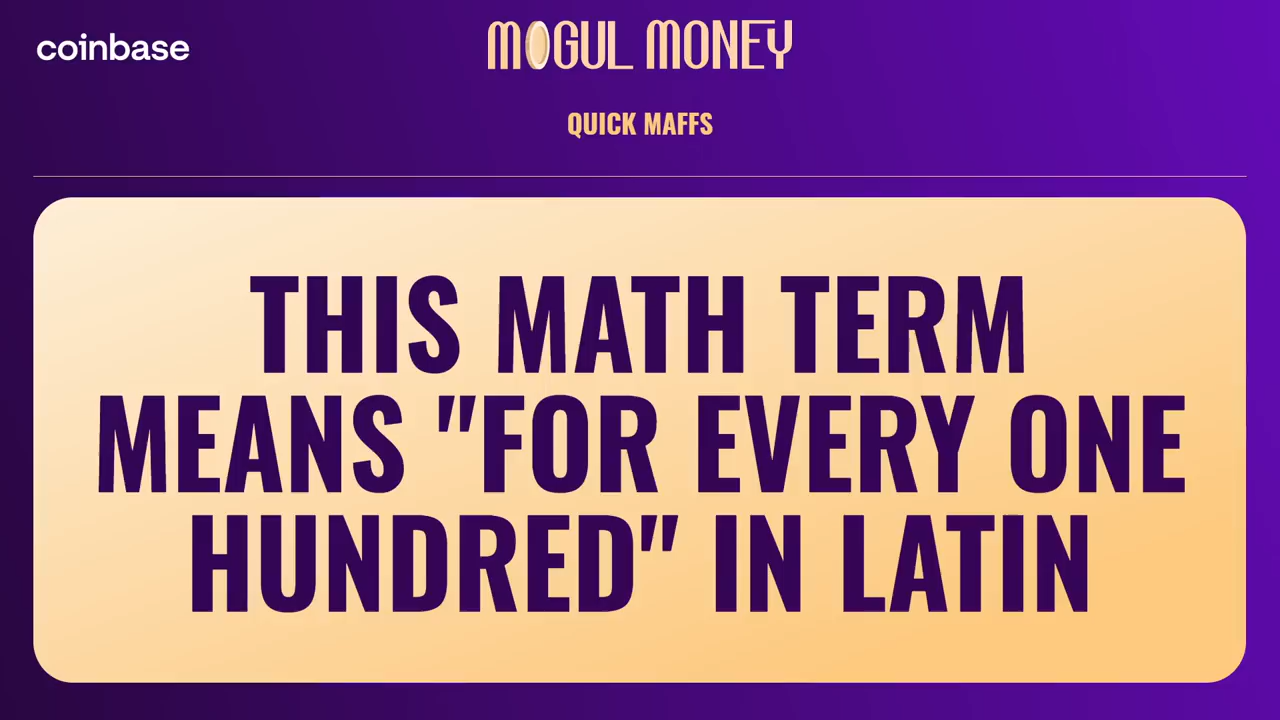 coinbase
MOGUL MONEY
QUICK MAFFS
THIS MATH TERM
MEANS "FOR EVERY ONE
HUNDRED" IN LATIN